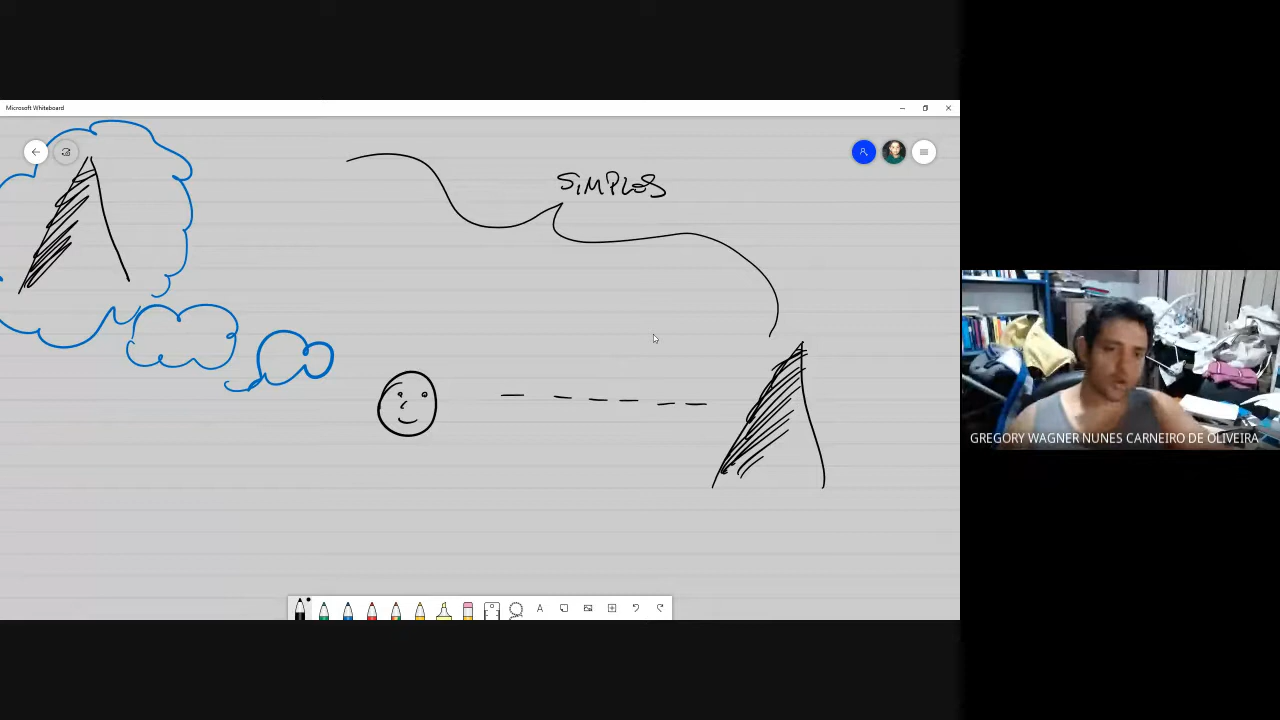 Microsoft Whiteboard
SIMPLES
A
GREGORY WAGNER NUNES CARNEIRO DE OLIVEIRA